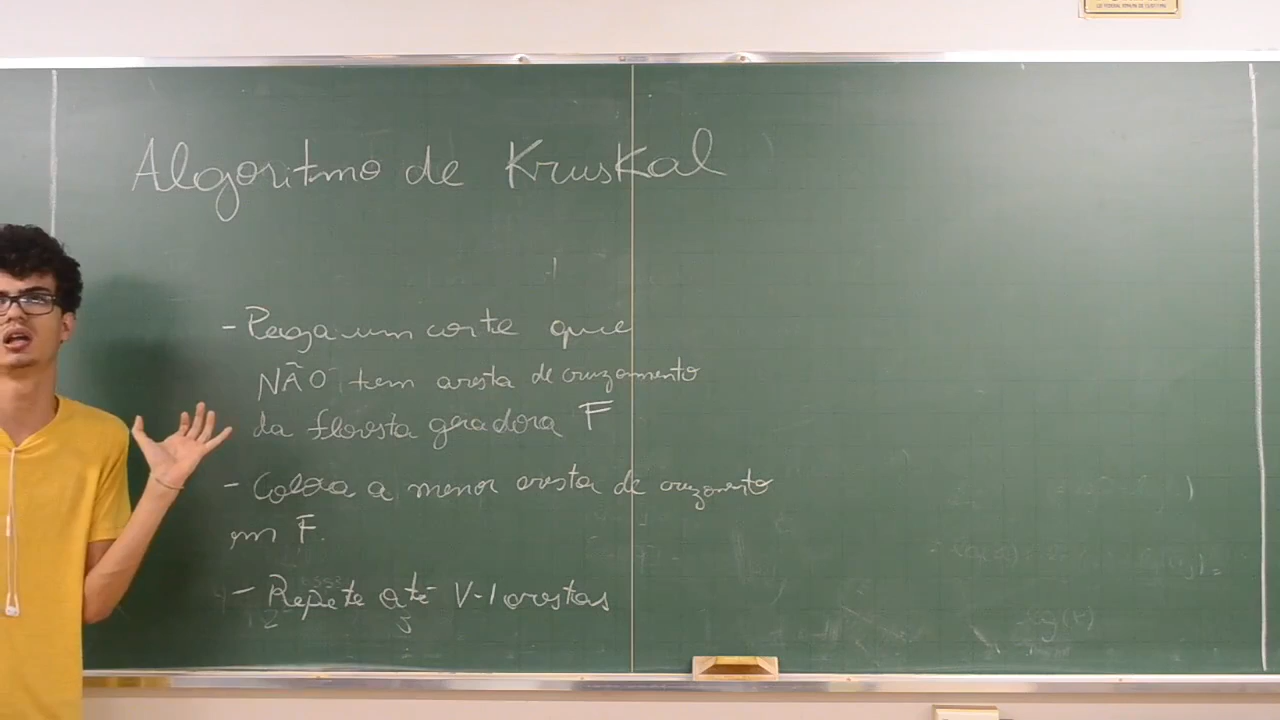 Algoritmo de Kruskal
- Pega um corte que
NÃO tem aresta de cruzamento
da floresta geradora F
- Coloca a menor aresta de cruzamento
em F.
- Repete até V-1 arestas